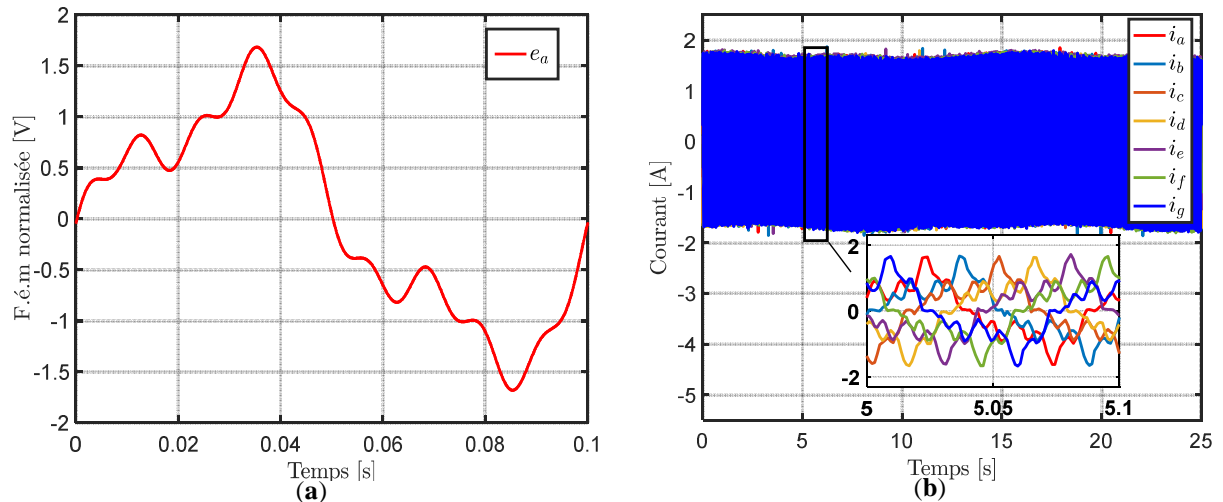 2
1.5
1
0.5
0
-0.5
-1
-1.5
-2
F.é.m normalisée [V]
e_a
0
0.02
0.04
0.06
0.08
0.1
Temps [s]
(a)
2
1
0
-1
-2
-3
-4
-5
Courant [A]
i_a
i_b
i_c
i_d
i_e
i_f
i_g
2
0
-2
5
5.05
5.1
0
5
10
15
20
25
Temps [s]
(b)